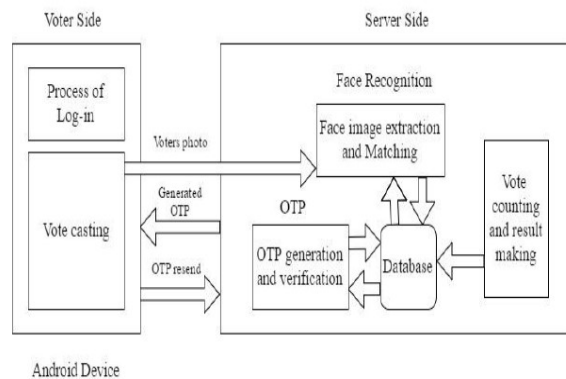 Voter Side
Server Side
Process of
Log-in
Face Recognition
Voters photo
Face image extraction
and Matching
Vote casting
Generated
OTP
OTP
Vote
counting
and result
making
OTP generation
and verification
Database
OTP resend
Android Device